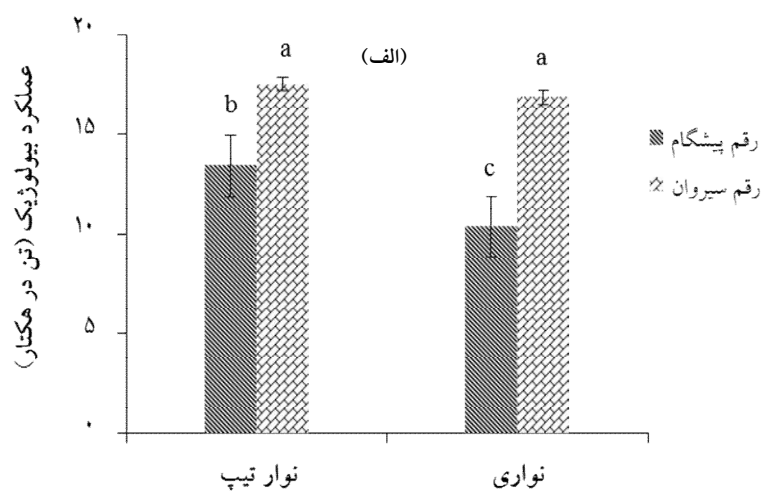 عملکرد بیولوژیک (تن در هکتار)
۲۰
۱۵
۱۰
۵
۰
(الف)
b
a
c
a
نوار تیپ
نواری
رقم پیشگام
رقم سیروان